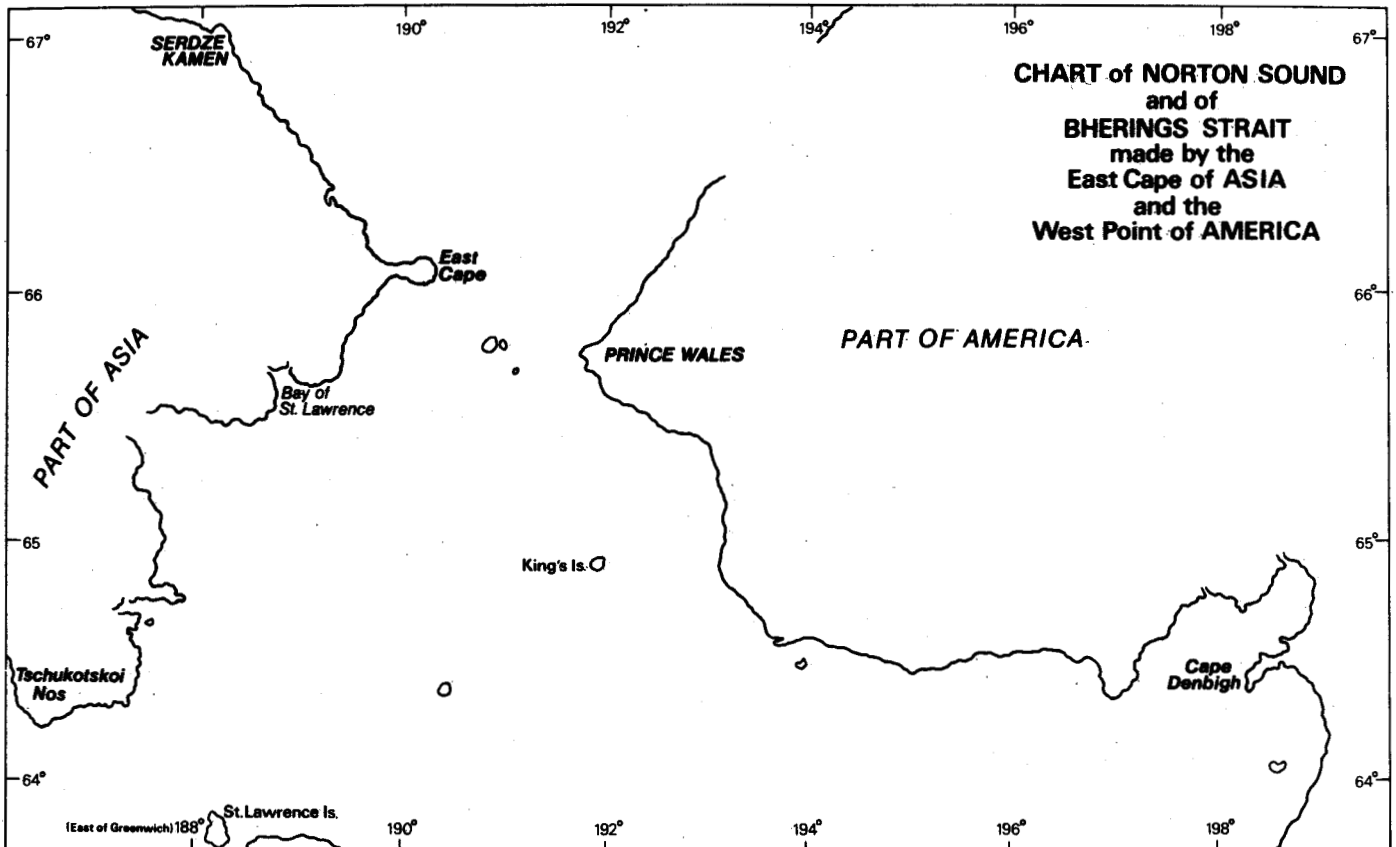 190°
192°
194°
196°
198°
67°
67°
SERDZE
KAMEN
CHART of NORTON SOUND
and of
BHERINGS STRAIT
made by the
East Cape of ASIA
and the
West Point of AMERICA
East
Cape
66
66°
PART OF ASIA
PRINCE WALES
PART OF AMERICA
Bay of
St. Lawrence
65
65°
King's Is.
Tschukotskoi
Nos
Cape
Denbigh
64°
64°
St. Lawrence Is.
(East of Greenwich) 188°
190°
192°
194°
196°
198°